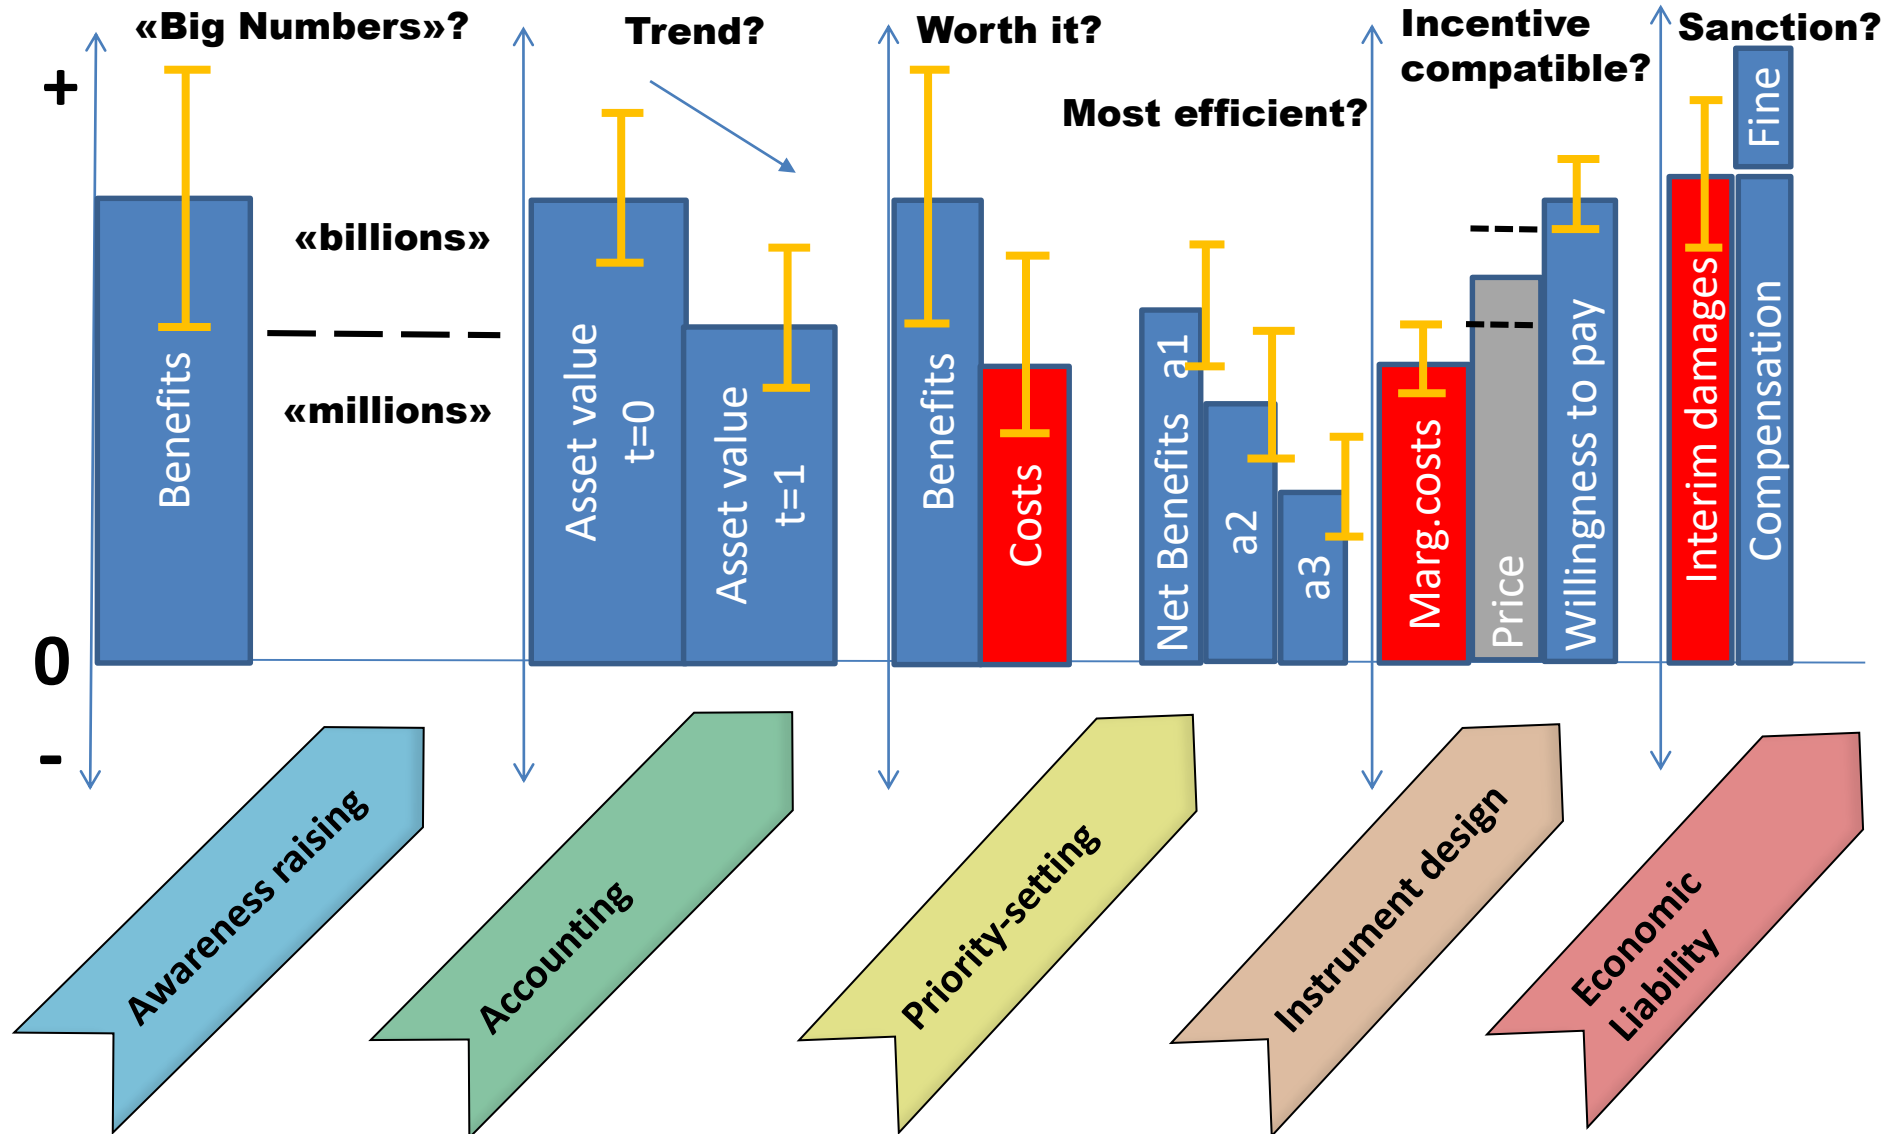 «Big Numbers»?
Trend?
Worth it?
Most efficient?
Incentive
compatible?
Sanction?
+
0
-
«billions»
«millions»
Benefits
Asset value
t=0
Asset value
t=1
Benefits
Costs
Net Benefits a1
a2
a3
Marg.costs
Price
Willingness to pay
Interim damages
Fine
Compensation
Awareness raising
Accounting
Priority-setting
Instrument design
Economic
Liability